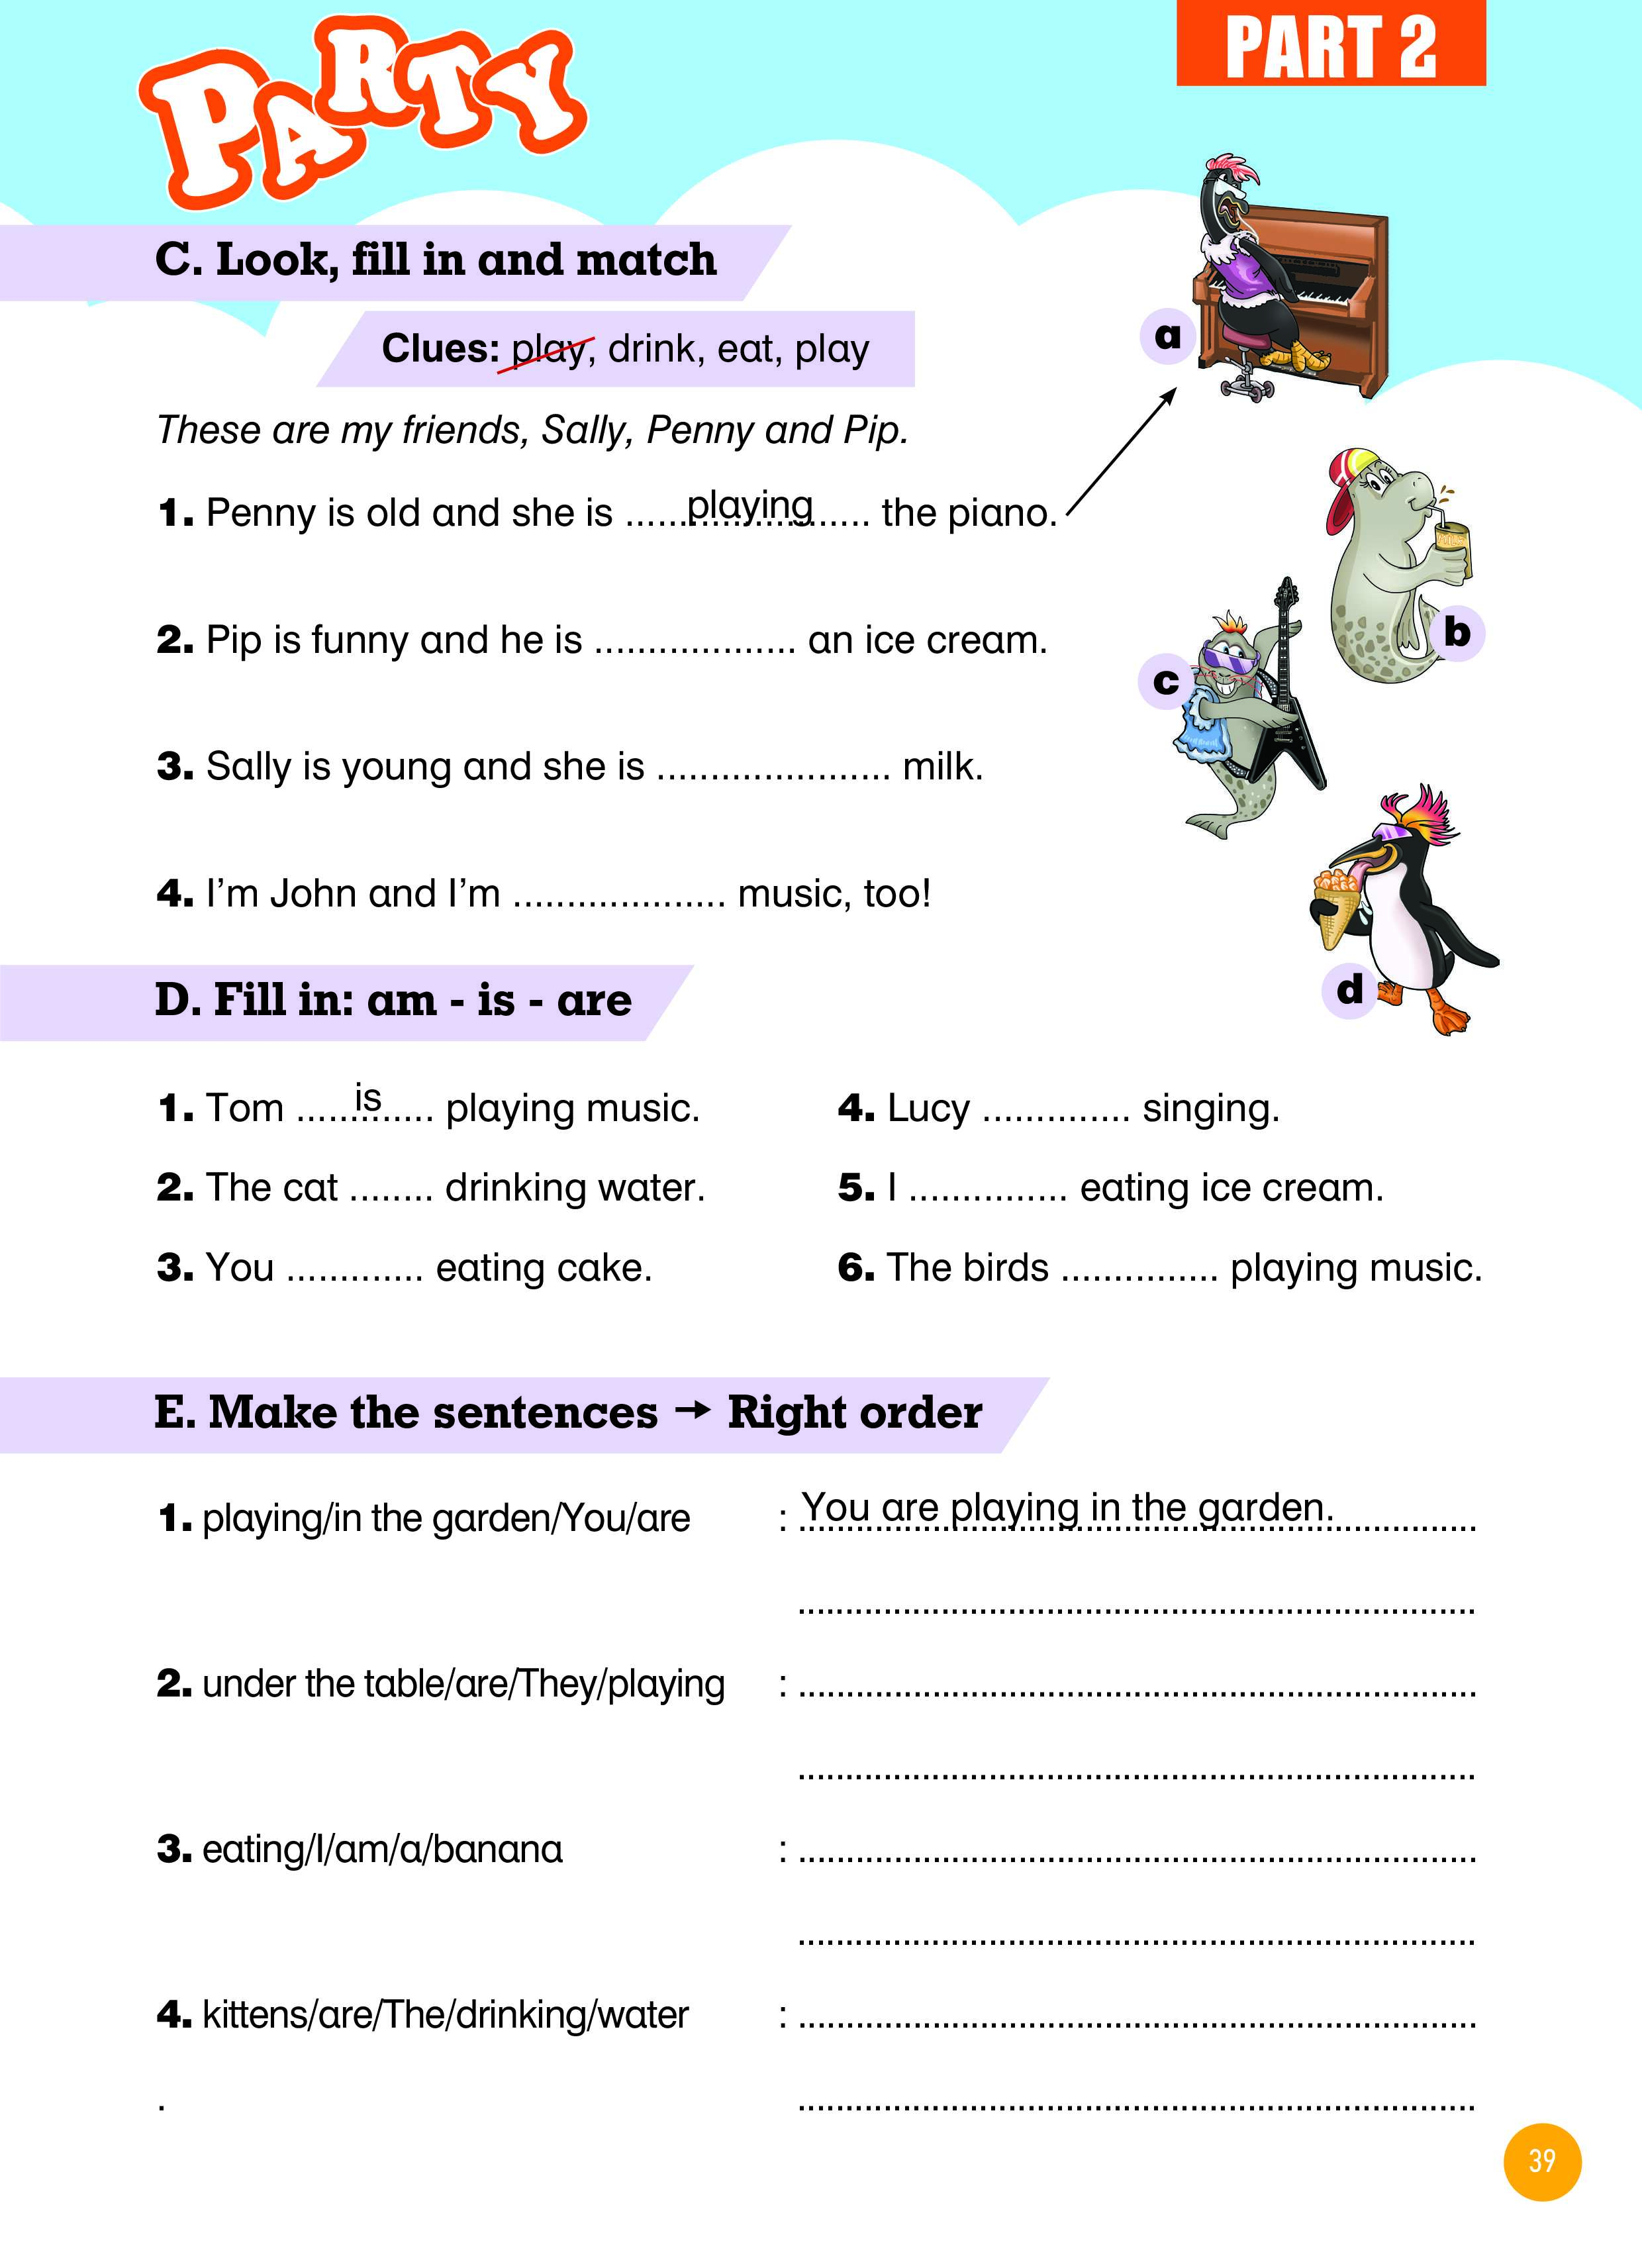 PARTY
PART 2
C. Look, fill in and match
Clues: play, drink, eat, play
These are my friends, Sally, Penny and Pip.
a
1. Penny is old and she is .......playing....... the piano.
b
2. Pip is funny and he is ................... an ice cream.
c
3. Sally is young and she is ...................... milk.
4. I'm John and I'm .................... music, too!
d
D. Fill in: am - is - are
1. Tom .....is..... playing music.
2. The cat ........ drinking water.
3. You ............. eating cake.
4. Lucy .............. singing.
5. I ............... eating ice cream.
6. The birds ............... playing music.
E. Make the sentences → Right order
1. playing/in the garden/You/are : You are playing in the garden.
2. under the table/are/They/playing :
3. eating/I/am/a/banana :
4. kittens/are/The/drinking/water :
.
39